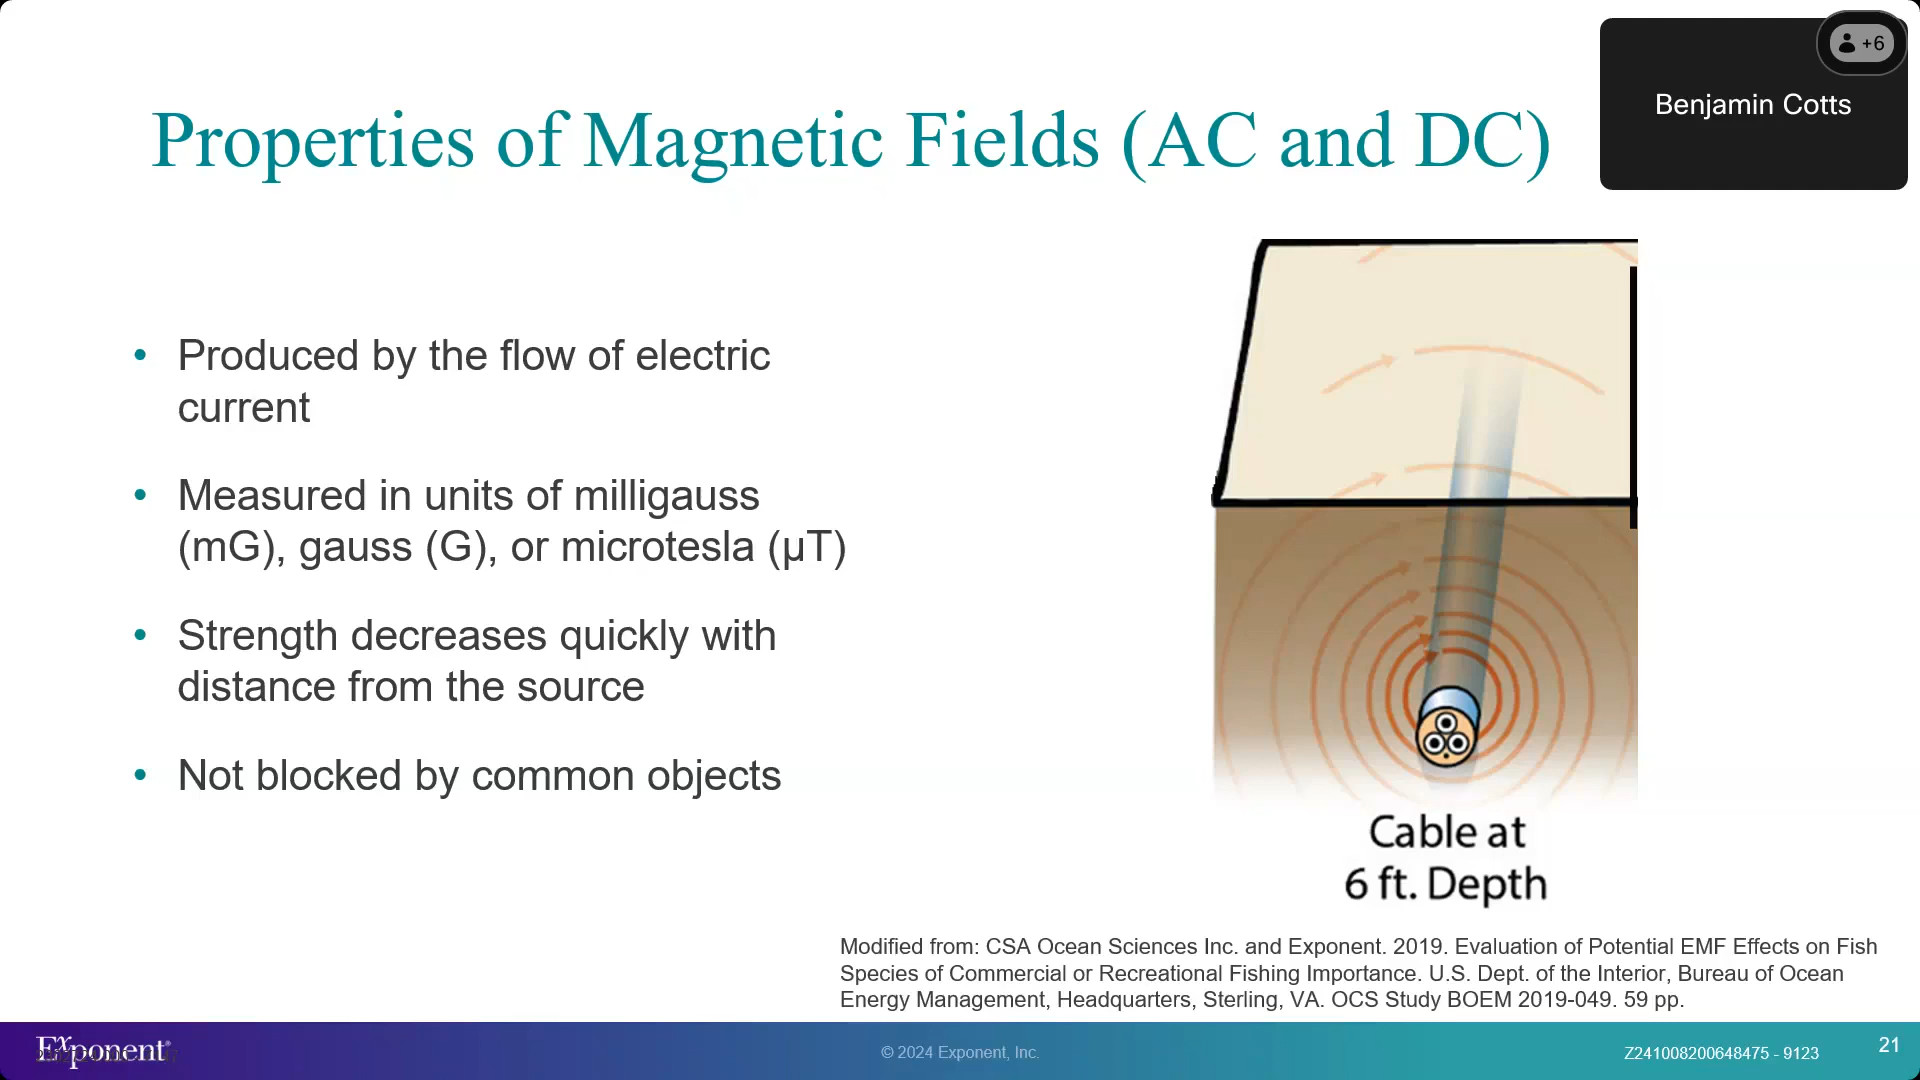 +6
Benjamin Cotts
Properties of Magnetic Fields (AC and DC)
• Produced by the flow of electric
current
• Measured in units of milligauss
(mG), gauss (G), or microtesla (µT)
• Strength decreases quickly with
distance from the source
• Not blocked by common objects
Cable at
6 ft. Depth
Modified from: CSA Ocean Sciences Inc. and Exponent. 2019. Evaluation of Potential EMF Effects on Fish
Species of Commercial or Recreational Fishing Importance. U.S. Dept. of the Interior, Bureau of Ocean
Energy Management, Headquarters, Sterling, VA. OCS Study BOEM 2019-049. 59 pp.
Exponent®
© 2024 Exponent, Inc.
Z241008200648475 - 9123
21